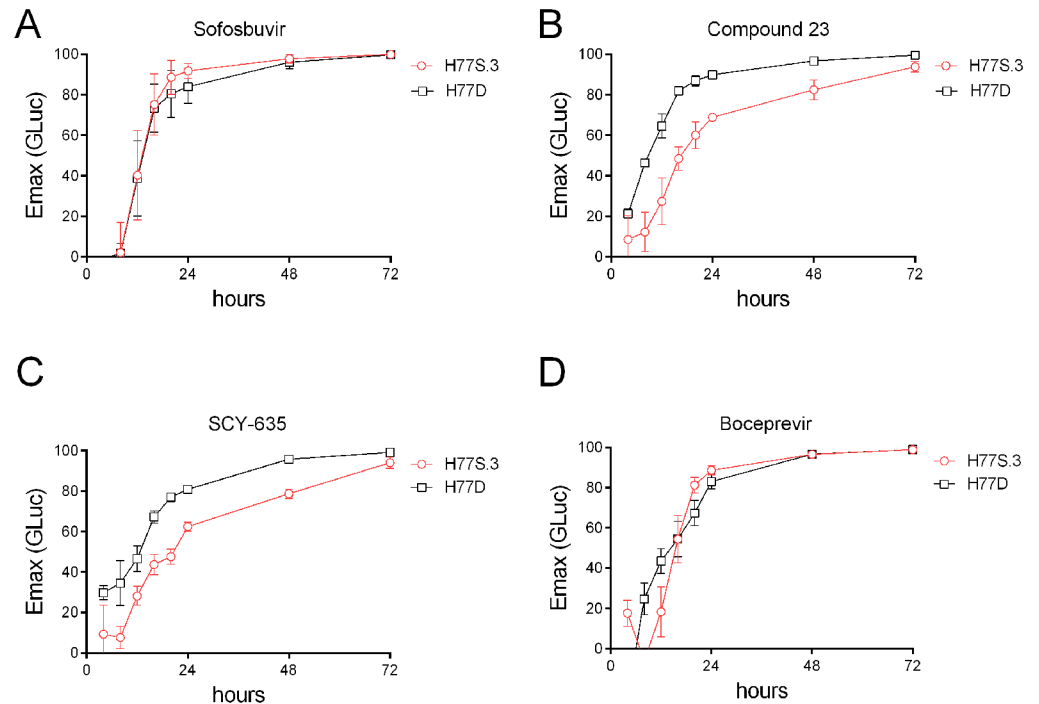 A
Sofosbuvir
Emax (GLuc)
100
80
60
40
20
0
0 24 48 72
hours
H77S.3
H77D
B
Compound 23
Emax (GLuc)
100
80
60
40
20
0
0 24 48 72
hours
H77S.3
H77D
C
SCY-635
Emax (GLuc)
100
80
60
40
20
0
0 24 48 72
hours
H77S.3
H77D
D
Boceprevir
Emax (GLuc)
100
80
60
40
20
0
0 24 48 72
hours
H77S.3
H77D